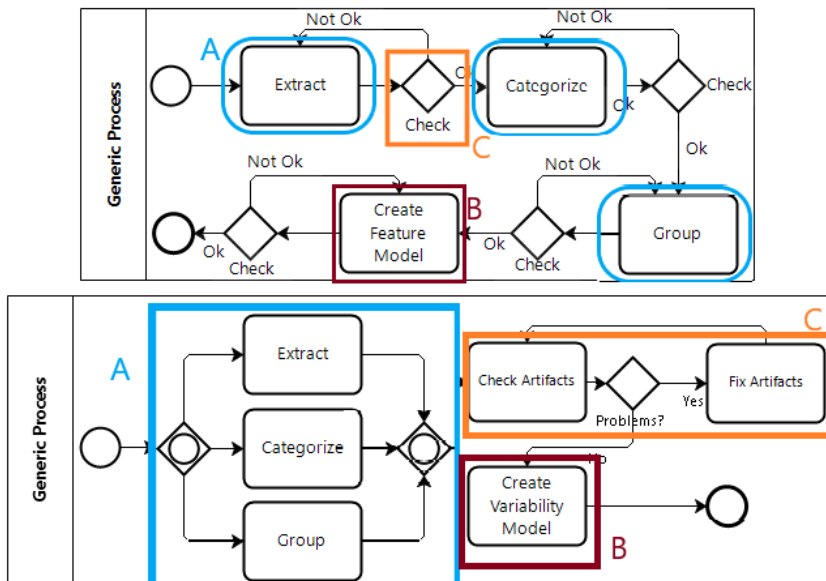 Generic Process
Not Ok
A
Extract
Ok
Check
C
Not Ok
Categorize
Ok
Check
Ok
Not Ok
Group
Check
Ok
B
Create
Feature
Model
Not Ok
Check
Ok
Generic Process
A
Extract
Categorize
Group
C
Check Artifacts
Problems?
Yes
Fix Artifacts
Create
Variability
Model
B